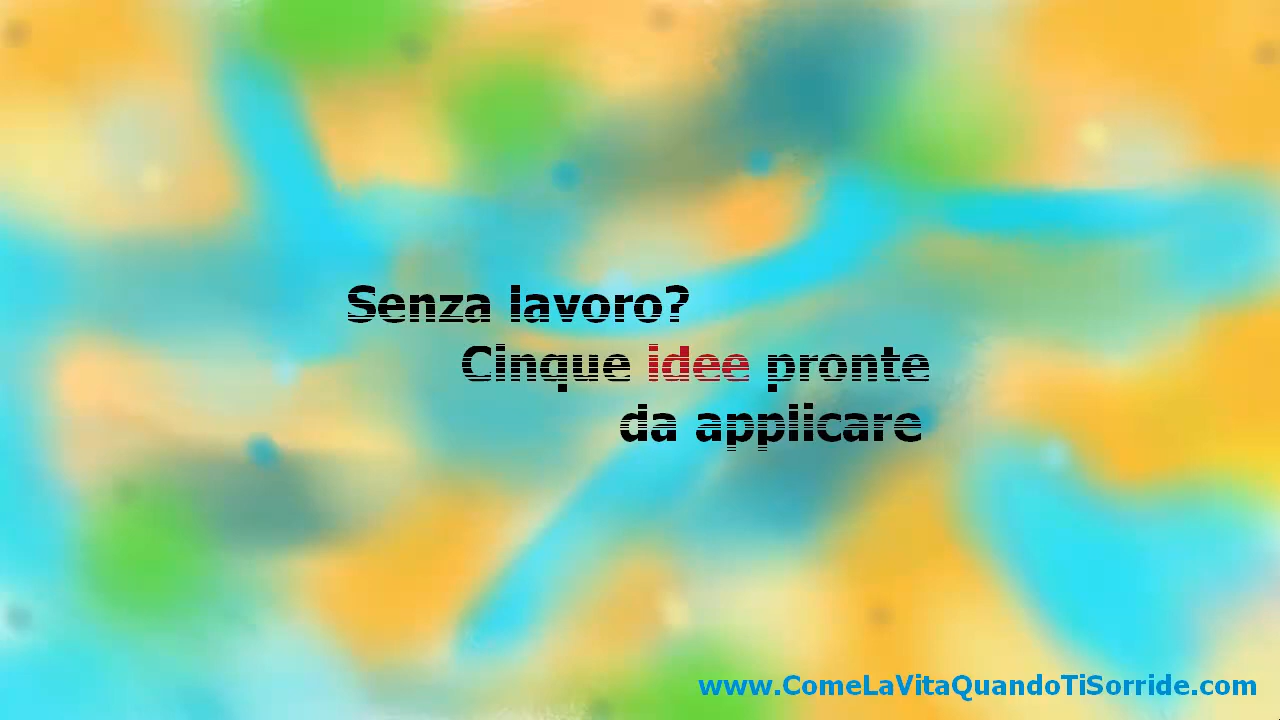 Senza lavoro?
Cinque idee pronte
da applicare
www.ComeLaVitaQuandoTiSorride.com